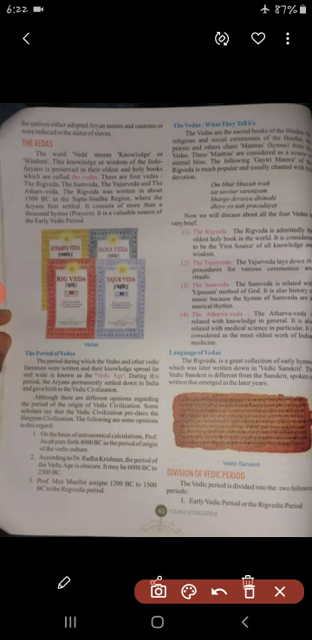 6:22
87%
the natives either adopted Aryan names and customs or
were reduced to the status of slaves.
THE VEDAS
The word 'Veda' means 'Knowledge' or
'Wisdom'. This knowledge or wisdom of the Indo-
Aryans is preserved in their oldest and holy books
which are called the vedas. There are four vedas :
The Rigveda, The Samveda, The Yajurveda and The
Atharva-veda. The Rigveda was written in about
1500 BC in the Sapta-Sindhu Region, where the
Aryans first settled. It consists of more than a
thousand hymns (Prayers). It is a valuable source of
the Early Vedic Period.
ATHARVA VEDA
SAMA VEDA
RIG VEDA
YAJUR VEDA
Vedas
The Period of Vedas
The period during which the Vedas and other vedic
literature were written and their knowledge spread far
and wide is known as the "Vedic Age". During this
period, the Aryans permanently settled down in India
and gave birth to the Vedic Civilization.
Although there are different opinions regarding
the period of the origin of Vedic Civilization. Some
scholars say that the Vedic Civilization pre-dates the
Harappan Civilization. The following are some opinions
in this regard :
1. On the bases of astronomical calculations, Prof.
Jacob puts forth 4000 BC as the period of origin
of the vedic culture.
2. According to Dr. Radha Krishnan, the period of
the Vedic Age is obscure. It may be 6000 BC to
2500 BC.
3. Prof. Max Mueller assigns 1200 BC to 1500
BC to the Rigvedic period.
The Vedas : What They Tell Us
The Vedas are the sacred books of the
religious and social ceremonies of the Hindus,
priests and others chant 'Mantras' (hymns) from
Vedas. These 'Mantras' are considered as a source
eternal bliss. The following 'Gaytri Mantra' of the
Rigveda is much popular and usually chanted with
devotion.
Om bhur bhuvah svah
tat savitur varenyam
bhargo devasya dhimahi
dhiyo yo nah pracodayat
Now we will discuss about all the four Vedas
very brief.
(1) The Rigveda : The Rigveda is admittedly the
oldest holy book in the world. It is considered
to be the 'First Source' of all knowledge and
wisdom.
(2) The Yajurveda : The Yajurveda lays down the
procedures for various ceremonies and
rituals.
(3) The Samveda : The Samveda is related with
'Upasana' method of God. It is also history of
music because the hymns of Samveda are
musical rhythm.
(4) The Atharva-veda : The Atharva-veda
related with knowledge in general. It is also
related with medical science in particular. It
considered as the most oldest work of Indian
medicine.
Language of Vedas
The Rigveda, is a great collection of early hymns
which was later written down in 'Vedic Sanskrit'. The
Vedic Sanskrit is different from the Sanskrit, spoken
written that emerged in the later years.
Vedic Sanskrit
DIVISION OF VEDIC PERIOD
The Vedic period is divided into the two following
periods:
1. Early Vedic Period or the Rigvedic Period
YOUNG VOYAGER-6